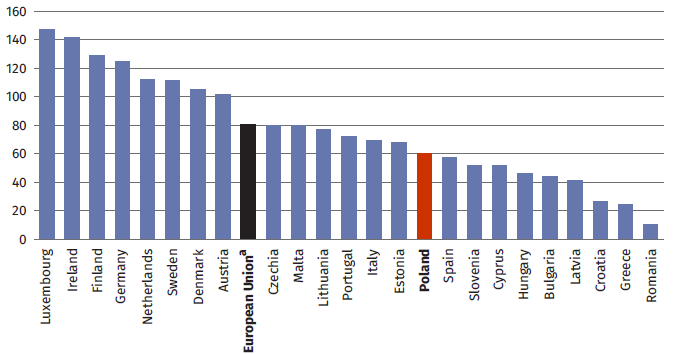 160
140
120
100
80
60
40
20
0
Luxembourg
Ireland
Finland
Germany
Netherlands
Sweden
Denmark
Austria
European Unionª
Czechia
Malta
Lithuania
Portugal
Italy
Estonia
Poland
Spain
Slovenia
Cyprus
Hungary
Bulgaria
Latvia
Croatia
Greece
Romania